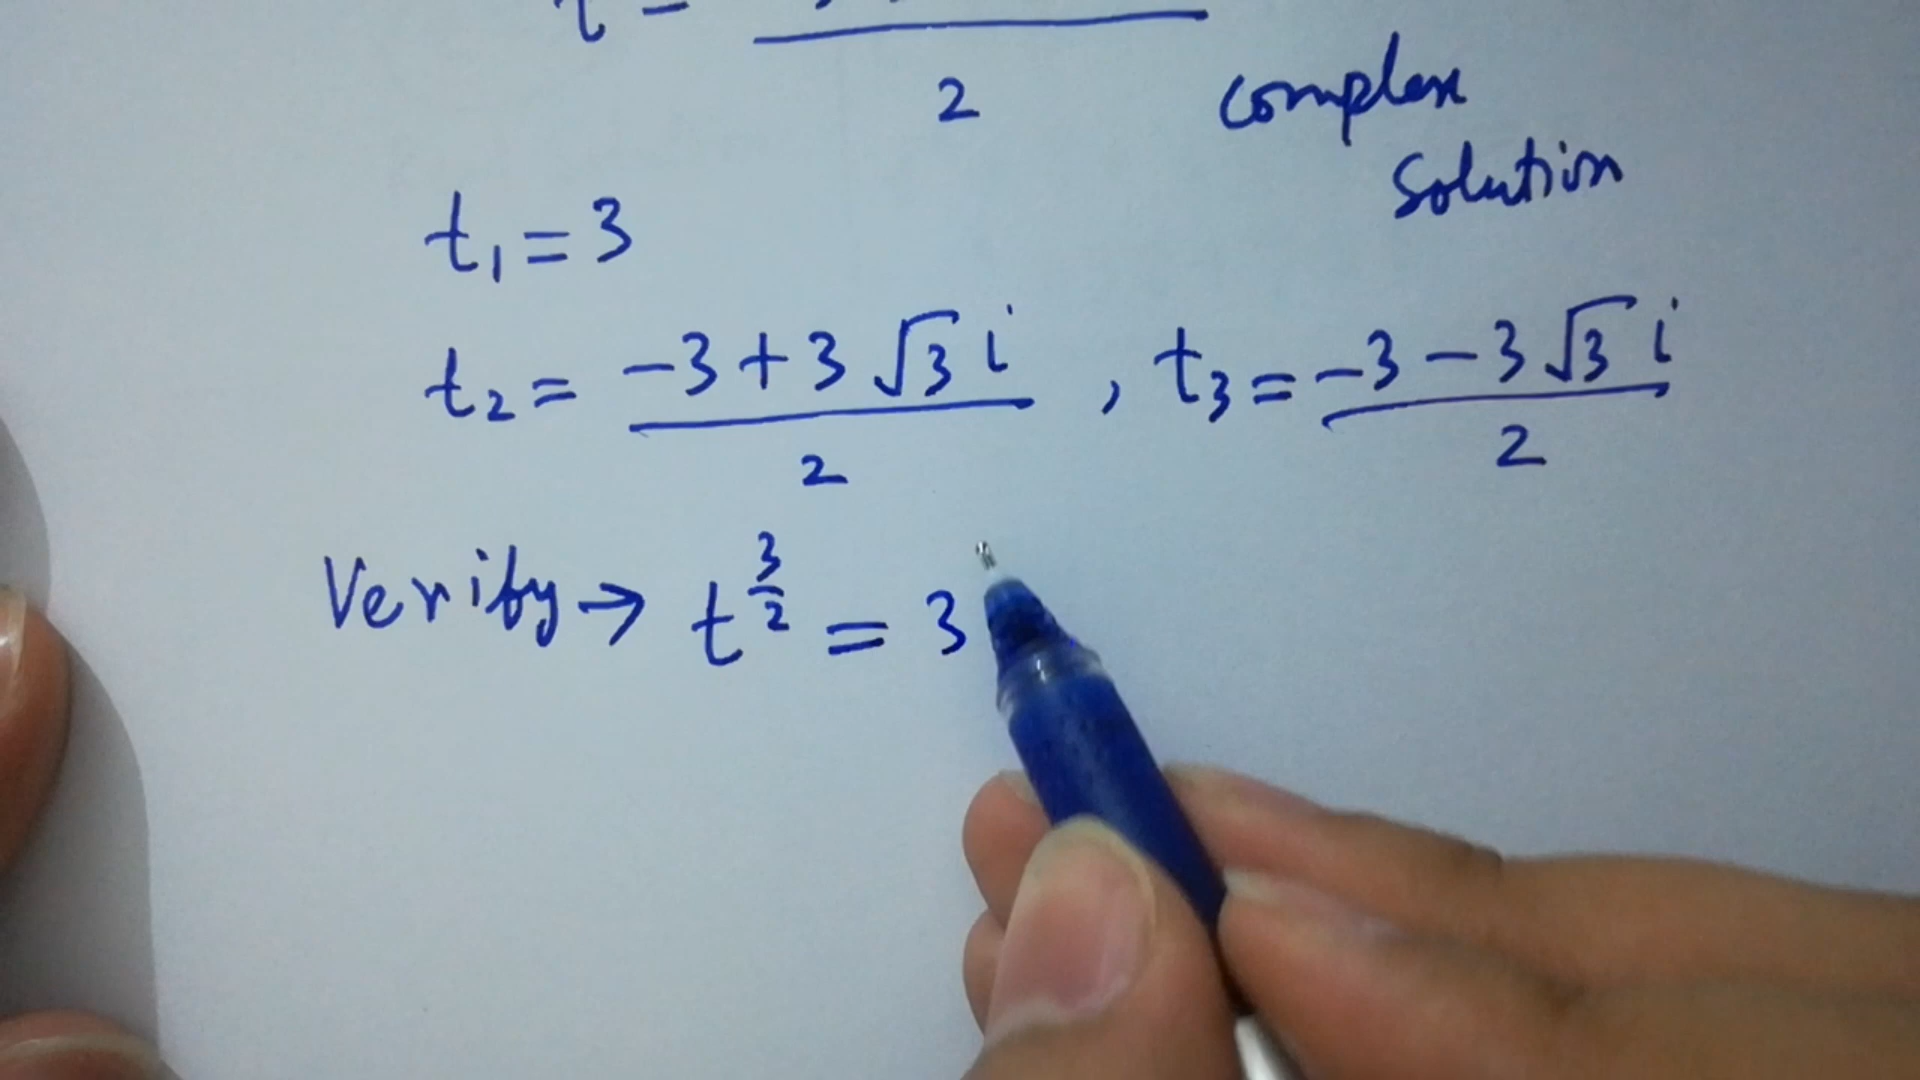 t =
2
complex
solution
t₁ = 3
t₂ = (-3 + 3√3 i)/2 , t₃ = (-3 - 3√3 i)/2
Verify → t^(3/2) = 3